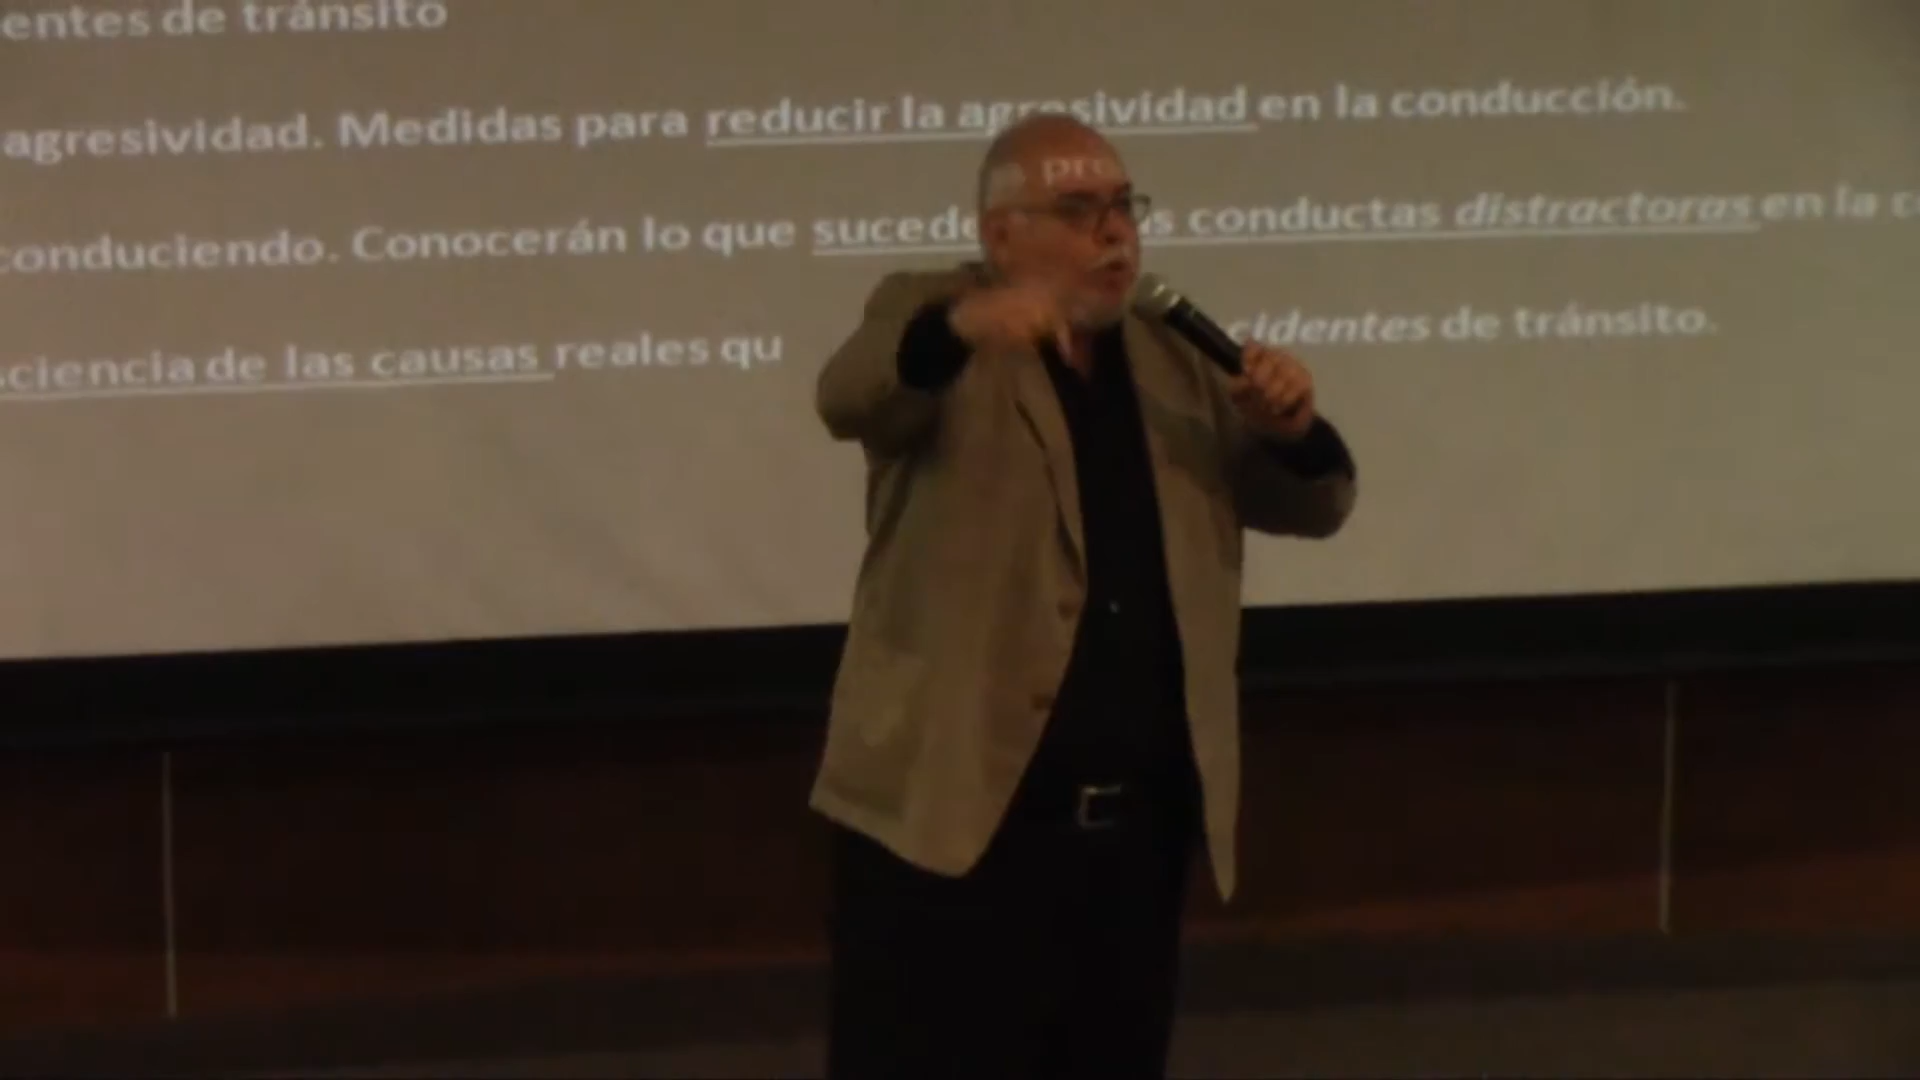 entes de tránsito
agresividad. Medidas para reducir la agresividad en la conducción.
conduciendo. Conocerán lo que sucede conductas distractoras en la
ciencia de las causas reales qu cidentes de tránsito.